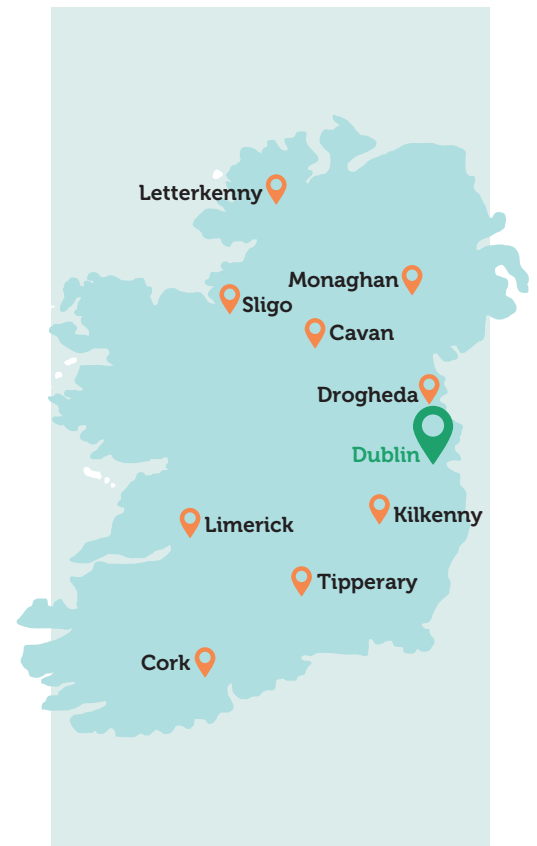 Letterkenny
Monaghan
Sligo
Cavan
Drogheda
Dublin
Kilkenny
Limerick
Tipperary
Cork